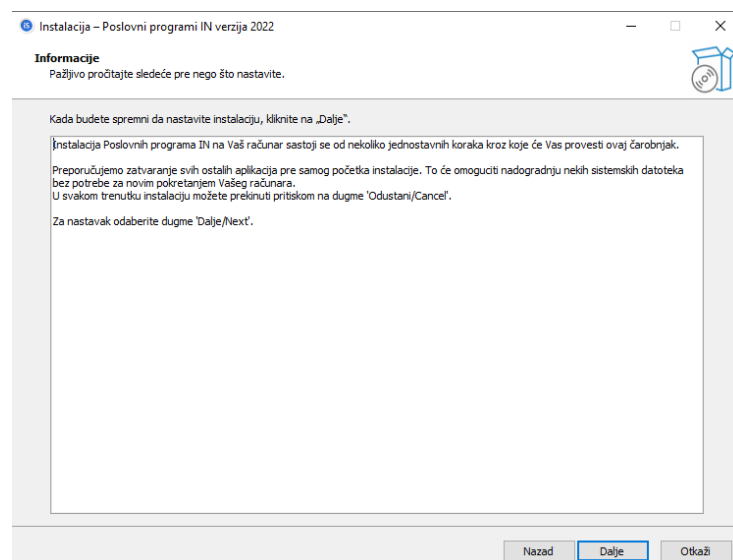 iS
Instalacija – Poslovni programi IN verzija 2022
Informacije
Pažljivo pročitajte sledeće pre nego što nastavite.
Kada budete spremni da nastavite instalaciju, kliknite na „Dalje“.
Instalacija Poslovnih programa IN na Vaš računar sastoji se od nekoliko jednostavnih koraka kroz koje će Vas provesti ovaj čarobnjak.
Preporučujemo zatvaranje svih ostalih aplikacija pre samog početka instalacije. To će omogućiti nadogradnju nekih sistemskih datoteka
bez potrebe za novim pokretanjem Vašeg računara.
U svakom trenutku instalaciju možete prekinuti pritiskom na dugme 'Odustani/Cancel'.
Za nastavak odaberite dugme 'Dalje/Next'.
Nazad
Dalje
Otkaži